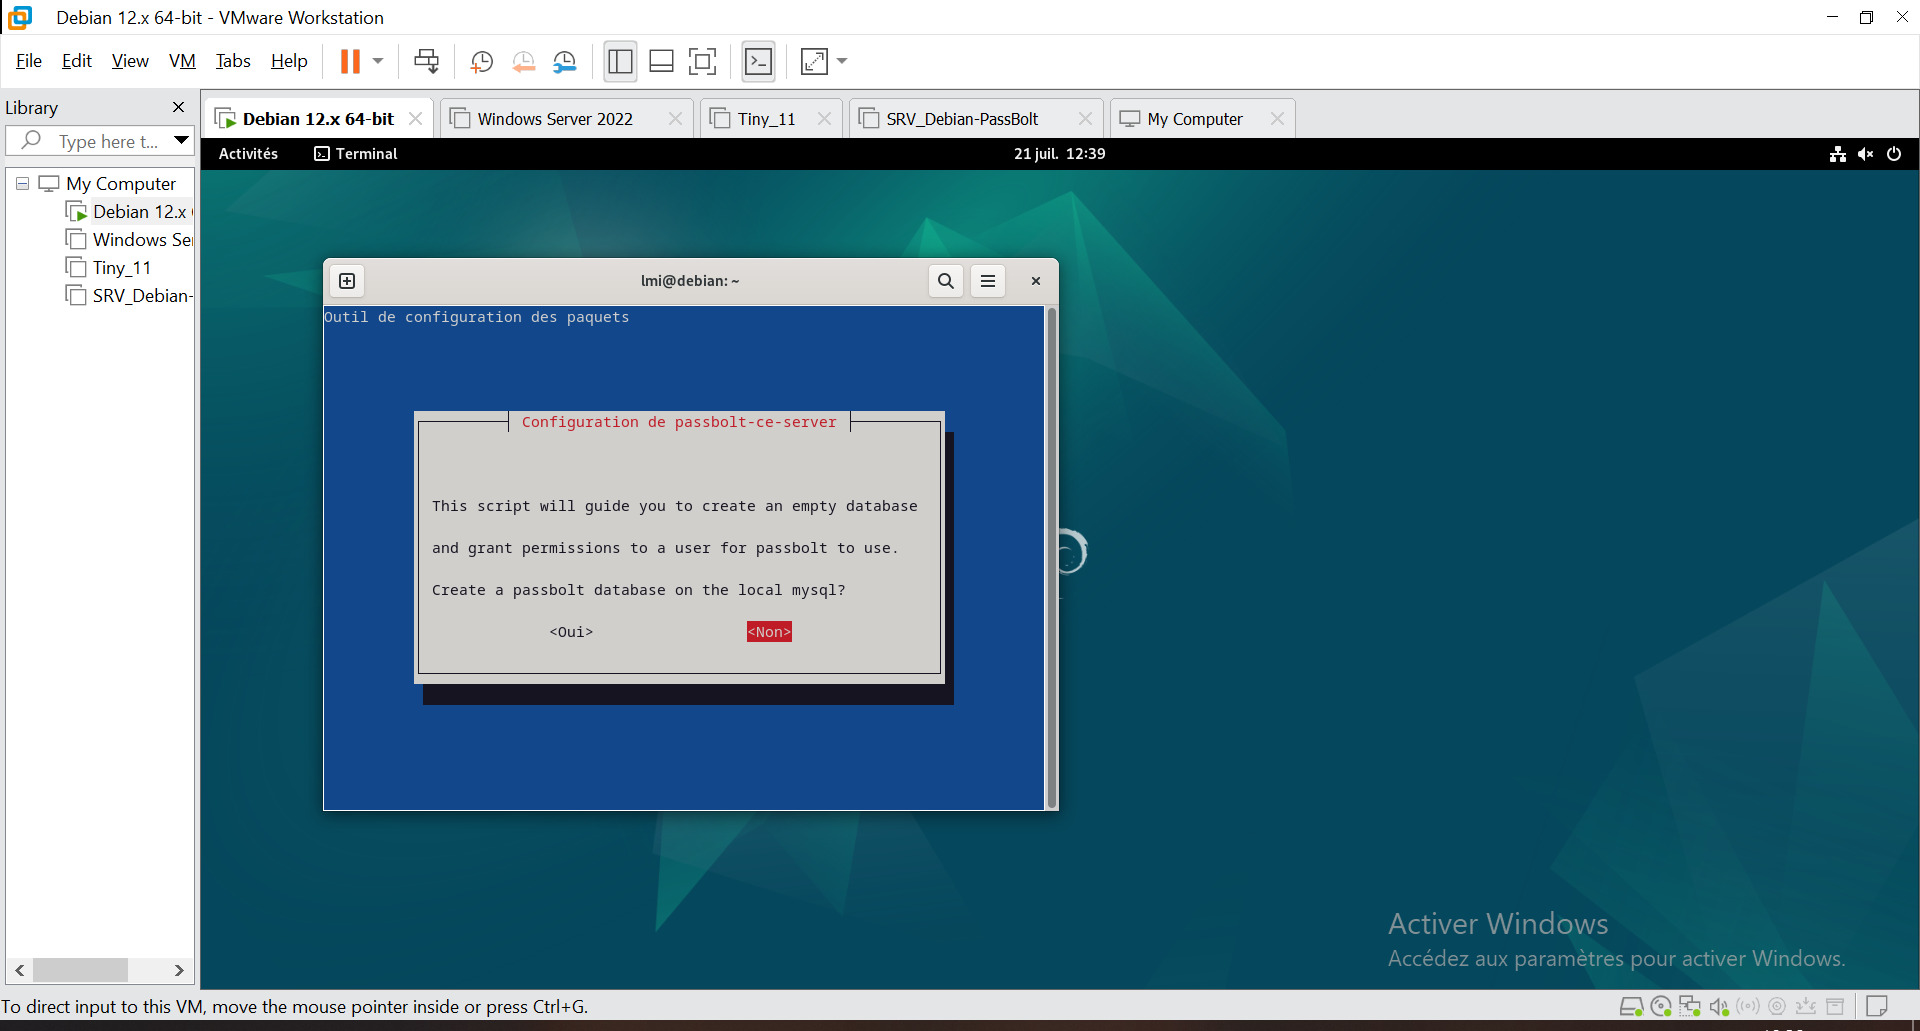 Debian 12.x 64-bit - VMware Workstation
File Edit View VM Tabs Help
Library
Type here t...
My Computer
Debian 12.x
Windows Ser
Tiny_11
SRV_Debian-
Debian 12.x 64-bit
Windows Server 2022
Tiny_11
SRV_Debian-PassBolt
My Computer
Activités
Terminal
21 juil. 12:39
lmi@debian: ~
Outil de configuration des paquets
Configuration de passbolt-ce-server
This script will guide you to create an empty database
and grant permissions to a user for passbolt to use.
Create a passbolt database on the local mysql?
<Oui> <Non>
Activer Windows
Accédez aux paramètres pour activer Windows.
To direct input to this VM, move the mouse pointer inside or press Ctrl+G.